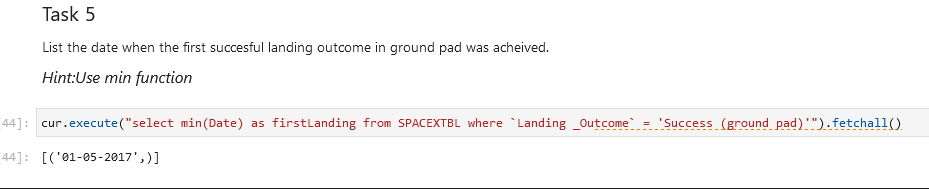 Task 5
List the date when the first succesful landing outcome in ground pad was acheived.
Hint:Use min function
[44]: cur.execute("select min(Date) as firstLanding from SPACEXTBL where `Landing _Outcome` = 'Success (ground pad)'").fetchall()
[44]: [('01-05-2017',)]